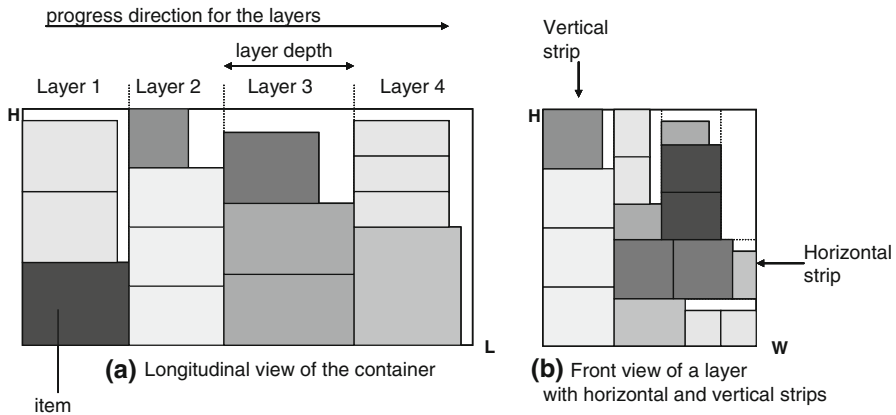 progress direction for the layers
layer depth
Layer 1 Layer 2 Layer 3 Layer 4
H
L
(a) Longitudinal view of the container
item
Vertical
strip
H
Horizontal
strip
W
(b) Front view of a layer
with horizontal and vertical strips